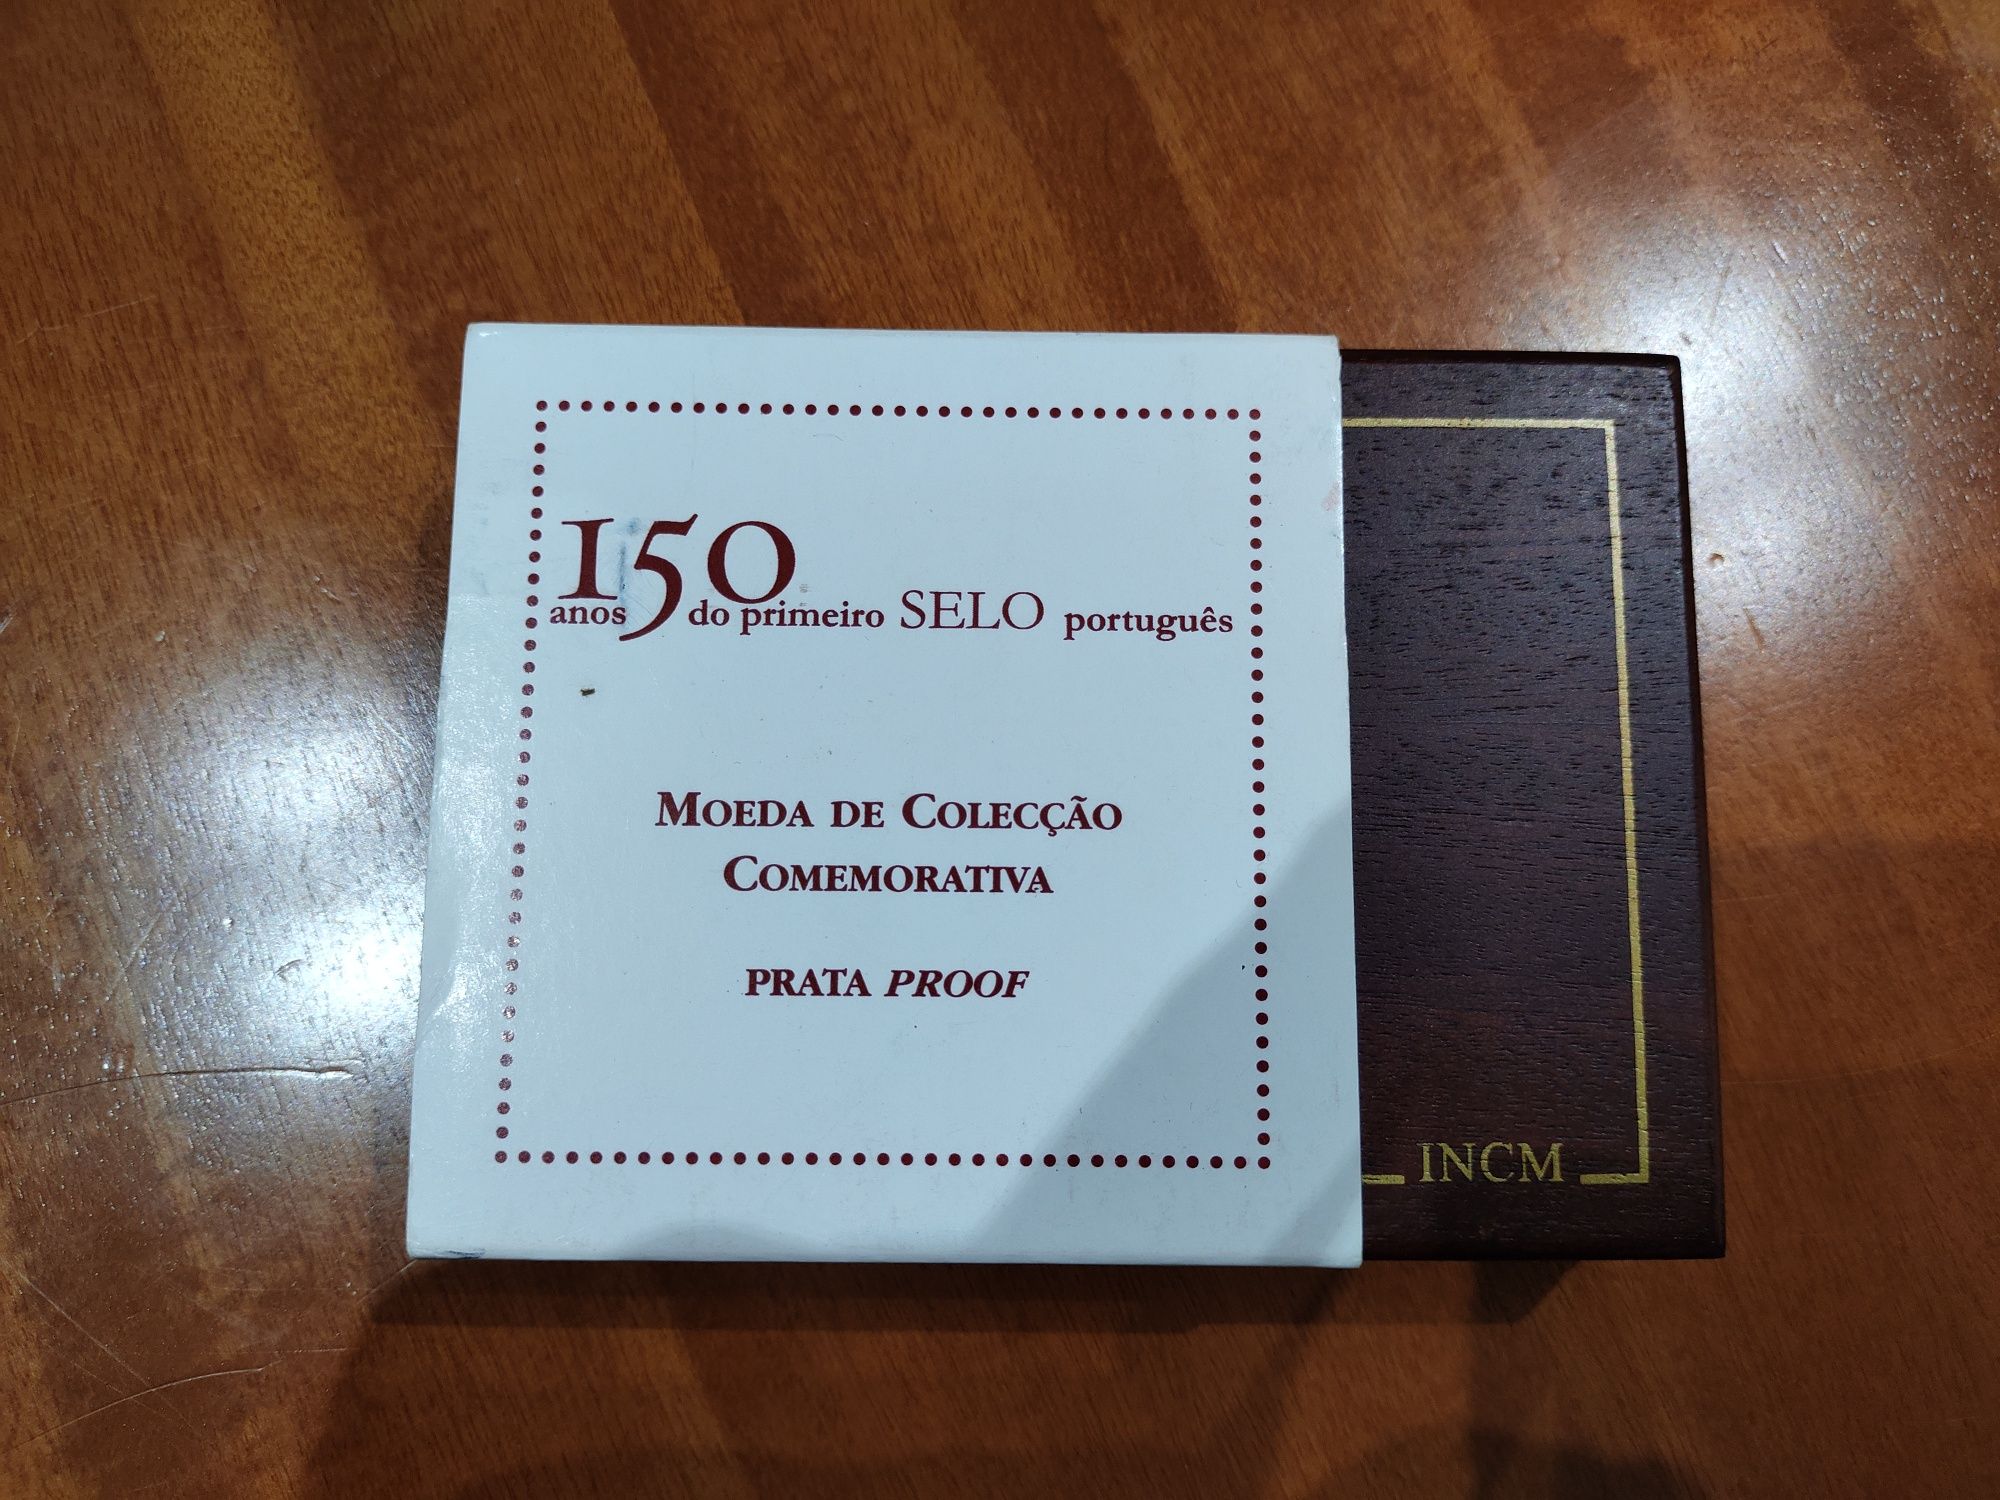 150
anos do primeiro SELO português
MOEDA DE COLECÇÃO
COMEMORATIVA
PRATA PROOF
INCM